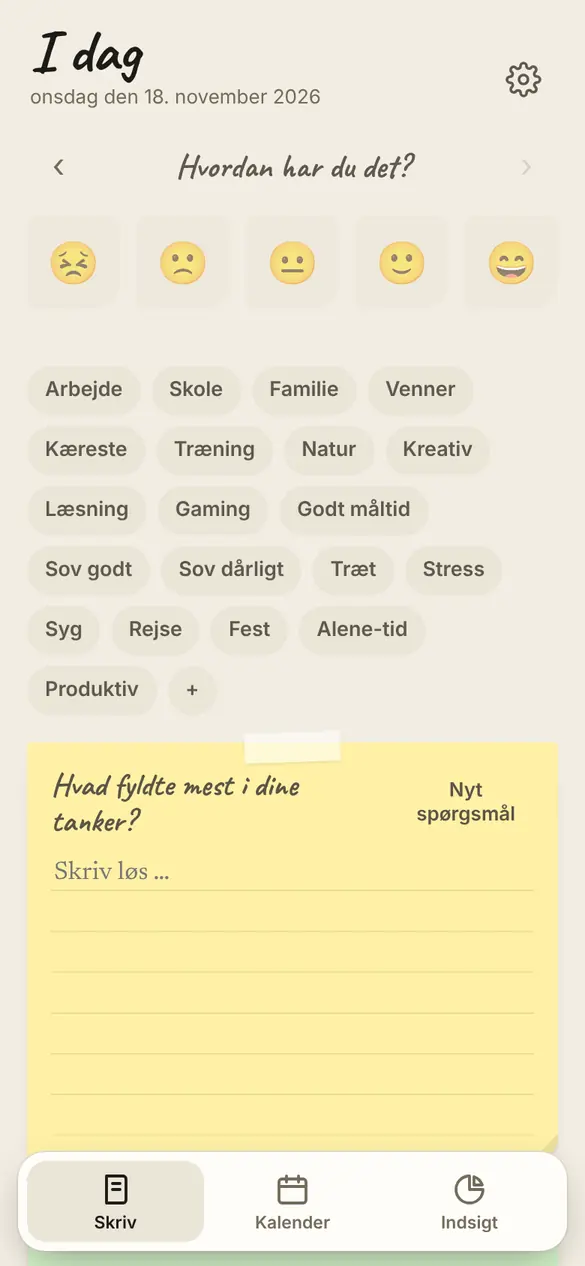 I dag
onsdag den 18. november 2026
Hvordan har du det?
Arbejde Skole Familie Venner
Kæreste Træning Natur Kreativ
Læsning Gaming Godt måltid
Sov godt Sov dårligt Træt Stress
Syg Rejse Fest Alene-tid
Produktiv +
Hvad fyldte mest i dine
tanker?
Nyt
spørgsmål
Skriv løs ...
Skriv Kalender Indsigt